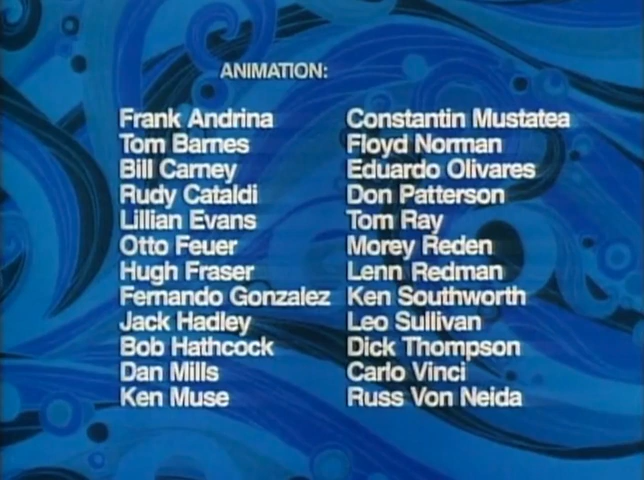 ANIMATION:
Frank Andrina
Tom Barnes
Bill Carney
Rudy Cataldi
Lillian Evans
Otto Feuer
Hugh Fraser
Fernando Gonzalez
Jack Hadley
Bob Hathcock
Dan Mills
Ken Muse
Constantin Mustatea
Floyd Norman
Eduardo Olivares
Don Patterson
Tom Ray
Morey Reden
Lenn Redman
Ken Southworth
Leo Sullivan
Dick Thompson
Carlo Vinci
Russ Von Neida